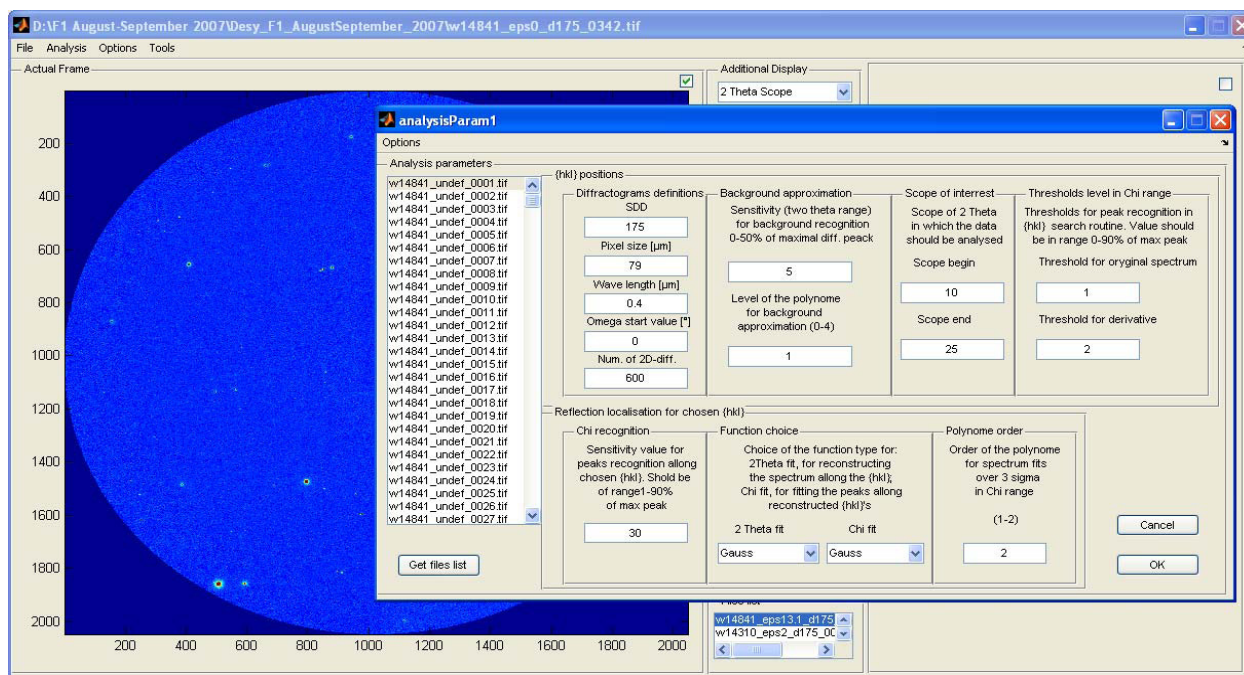 D:\F1 August-September 2007\Desy_F1_AugustSeptember_2007\w14841_eps0_d175_0342.tif
File Analysis Options Tools
Actual Frame
200
400
600
800
1000
1200
1400
1600
1800
2000
200 400 600 800 1000 1200 1400 1600 1800 2000
Additional Display
2 Theta Scope
analysisParam1
Options
Analysis parameters
w14841_undef_0001.tif
w14841_undef_0002.tif
w14841_undef_0003.tif
w14841_undef_0004.tif
w14841_undef_0005.tif
w14841_undef_0006.tif
w14841_undef_0007.tif
w14841_undef_0008.tif
w14841_undef_0009.tif
w14841_undef_0010.tif
w14841_undef_0011.tif
w14841_undef_0012.tif
w14841_undef_0013.tif
w14841_undef_0014.tif
w14841_undef_0015.tif
w14841_undef_0016.tif
w14841_undef_0017.tif
w14841_undef_0018.tif
w14841_undef_0019.tif
w14841_undef_0020.tif
w14841_undef_0021.tif
w14841_undef_0022.tif
w14841_undef_0023.tif
w14841_undef_0024.tif
w14841_undef_0025.tif
w14841_undef_0026.tif
w14841_undef_0027.tif
Get files list
{hkl} positions
Diffractograms definitions
SDD
175
Pixel size [µm]
79
Wave length [µm]
0.4
Omega start value [°]
0
Num. of 2D-diff.
600
Background approximation
Sensitivity (two theta range)
for background recognition
0-50% of maximal diff. peack
5
Level of the polynome
for background
approximation (0-4)
1
Scope of interrest
Scope of 2 Theta
in which the data
should be analysed
Scope begin
10
Scope end
25
Thresholds level in Chi range
Thresholds for peak recognition in
{hkl} search routine. Value should
be in range 0-90% of max peak
Threshold for oryginal spectrum
1
Threshold for derivative
2
Reflection localisation for chosen {hkl}
Chi recognition
Sensitivity value for
peaks recognition allong
chosen {hkl}. Shold be
of range1-90%
of max peak
30
Function choice
Choice of the function type for:
2Theta fit, for reconstructing
the spectrum along the {hkl};
Chi fit, for fitting the peaks allong
reconstructed {hkl}'s
2 Theta fit Chi fit
Gauss Gauss
Polynome order
Order of the polynome
for spectrum fits
over 3 sigma
in Chi range
(1-2)
2
Cancel
OK
w14841_eps13.1_d175
w14310_eps2_d175_00